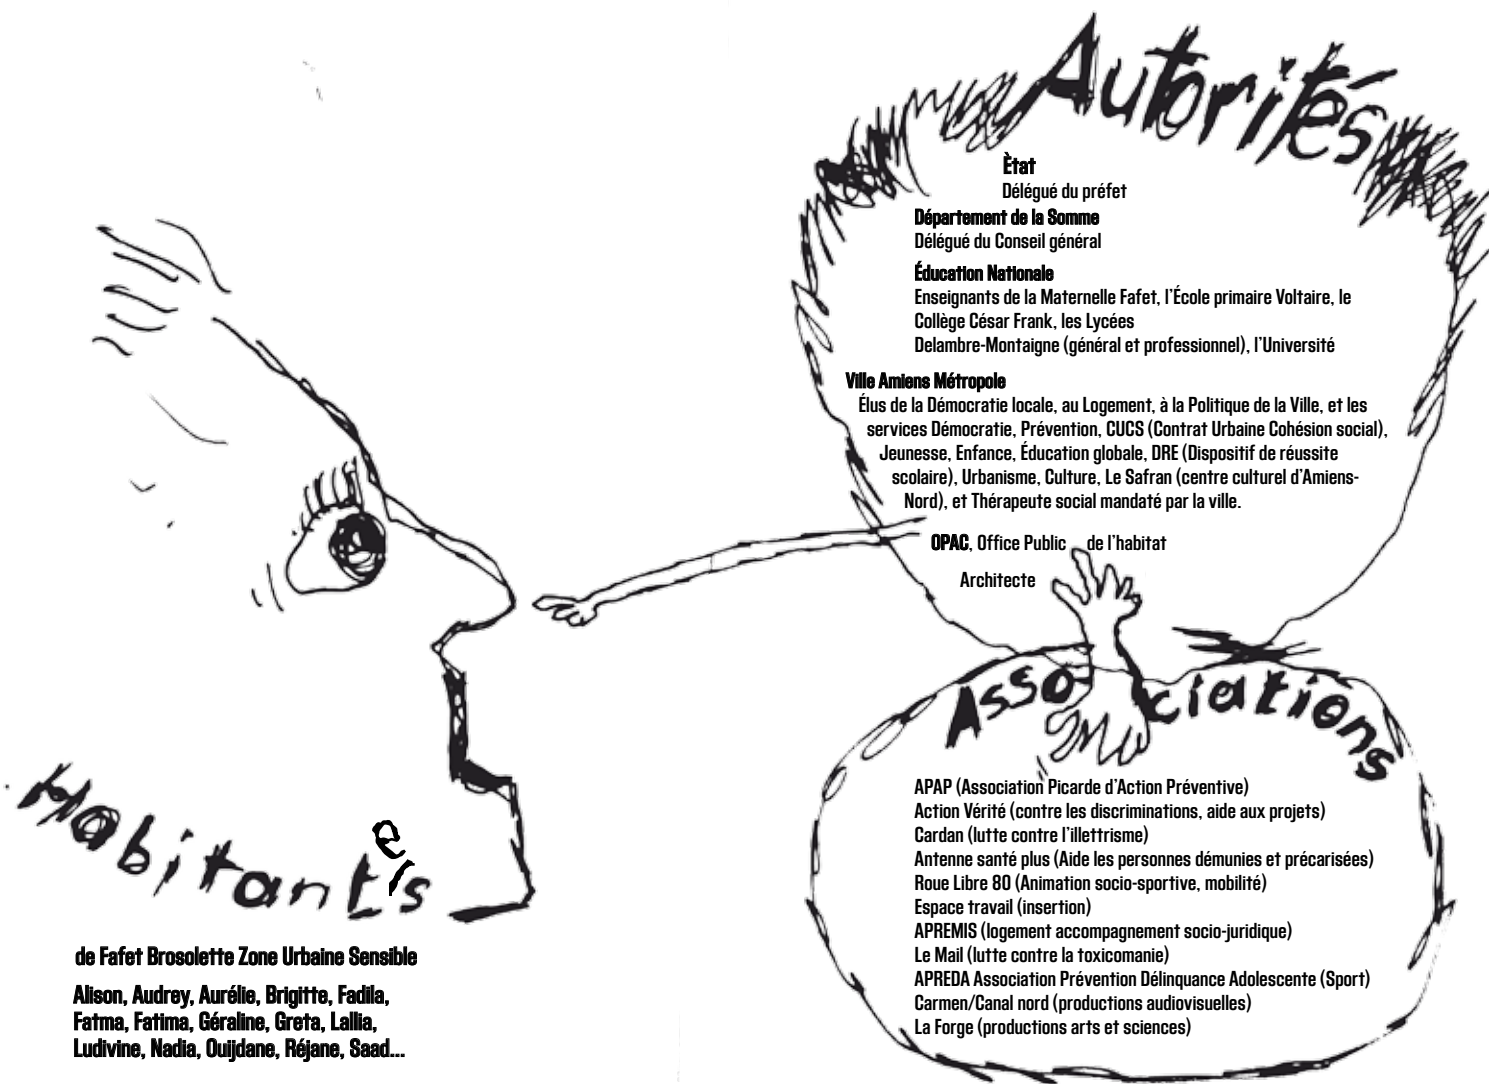 Autorités
Ètat
Délégué du préfet
Département de la Somme
Délégué du Conseil général
Éducation Nationale
Enseignants de la Maternelle Fafet, l'École primaire Voltaire, le
Collège César Frank, les Lycées
Delambre-Montaigne (général et professionnel), l'Université
Ville Amiens Métropole
Élus de la Démocratie locale, au Logement, à la Politique de la Ville, et les
services Démocratie, Prévention, CUCS (Contrat Urbaine Cohésion social),
Jeunesse, Enfance, Éducation globale, DRE (Dispositif de réussite
scolaire), Urbanisme, Culture, Le Safran (centre culturel d'Amiens-
Nord), et Thérapeute social mandaté par la ville.
OPAC, Office Public de l'habitat
Architecte
Associations
APAP (Association Picarde d'Action Préventive)
Action Vérité (contre les discriminations, aide aux projets)
Cardan (lutte contre l'illettrisme)
Antenne santé plus (Aide les personnes démunies et précarisées)
Roue Libre 80 (Animation socio-sportive, mobilité)
Espace travail (insertion)
APREMIS (logement accompagnement socio-juridique)
Le Mail (lutte contre la toxicomanie)
APREDA Association Prévention Délinquance Adolescente (Sport)
Carmen/Canal nord (productions audiovisuelles)
La Forge (productions arts et sciences)
Habitant/es
de Fafet Brosolette Zone Urbaine Sensible
Alison, Audrey, Aurélie, Brigitte, Fadila,
Fatma, Fatima, Géraline, Greta, Lallia,
Ludivine, Nadia, Ouijdane, Réjane, Saad...